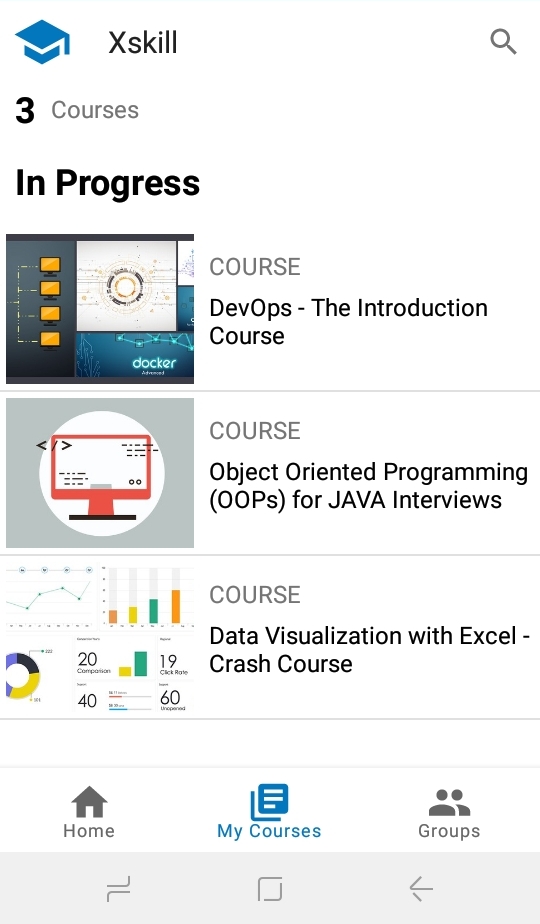 Xskill
3 Courses
In Progress
COURSE
DevOps - The Introduction
Course
docker
Advanced
COURSE
Object Oriented Programming
(OOPs) for JAVA Interviews
</>
COURSE
Data Visualization with Excel -
Crash Course
20
Comparison
19
Click Rate
40
60
Unopened
Home
My Courses
Groups